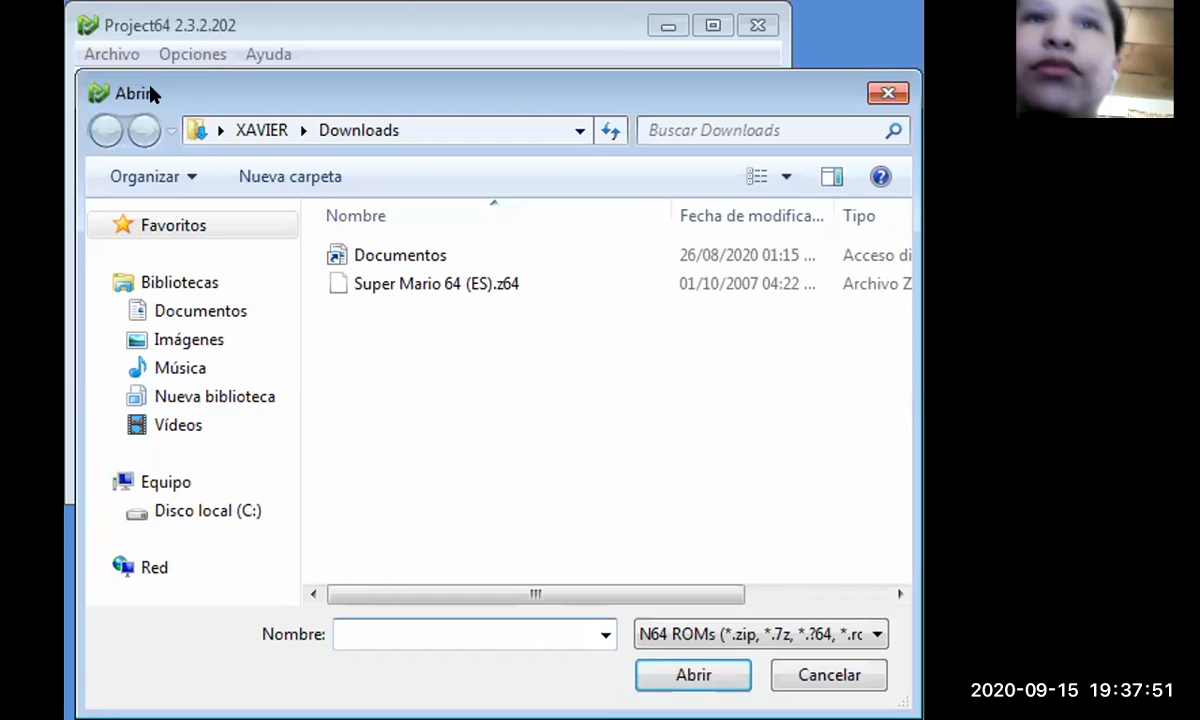 Project64 2.3.2.202
Archivo Opciones Ayuda
Abrir
XAVIER Downloads Buscar Downloads
Organizar Nueva carpeta
Favoritos
Bibliotecas
Documentos
Imágenes
Música
Nueva biblioteca
Vídeos
Equipo
Disco local (C:)
Red
Nombre Fecha de modifica... Tipo
Documentos 26/08/2020 01:15 ... Acceso di
Super Mario 64 (ES).z64 01/10/2007 04:22 ... Archivo Z
Nombre: N64 ROMs (*.zip, *.7z, *.?64, *.rc
Abrir Cancelar
2020-09-15 19:37:51